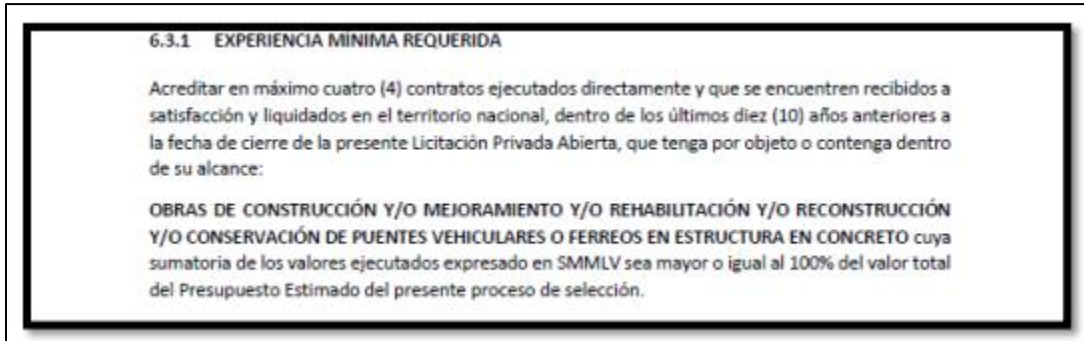 6.3.1 EXPERIENCIA MÍNIMA REQUERIDA
Acreditar en máximo cuatro (4) contratos ejecutados directamente y que se encuentren recibidos a
satisfacción y liquidados en el territorio nacional, dentro de los últimos diez (10) años anteriores a
la fecha de cierre de la presente Licitación Privada Abierta, que tenga por objeto o contenga dentro
de su alcance:
OBRAS DE CONSTRUCCIÓN Y/O MEJORAMIENTO Y/O REHABILITACIÓN Y/O RECONSTRUCCIÓN
Y/O CONSERVACIÓN DE PUENTES VEHICULARES O FERREOS EN ESTRUCTURA EN CONCRETO cuya
sumatoria de los valores ejecutados expresado en SMMLV sea mayor o igual al 100% del valor total
del Presupuesto Estimado del presente proceso de selección.